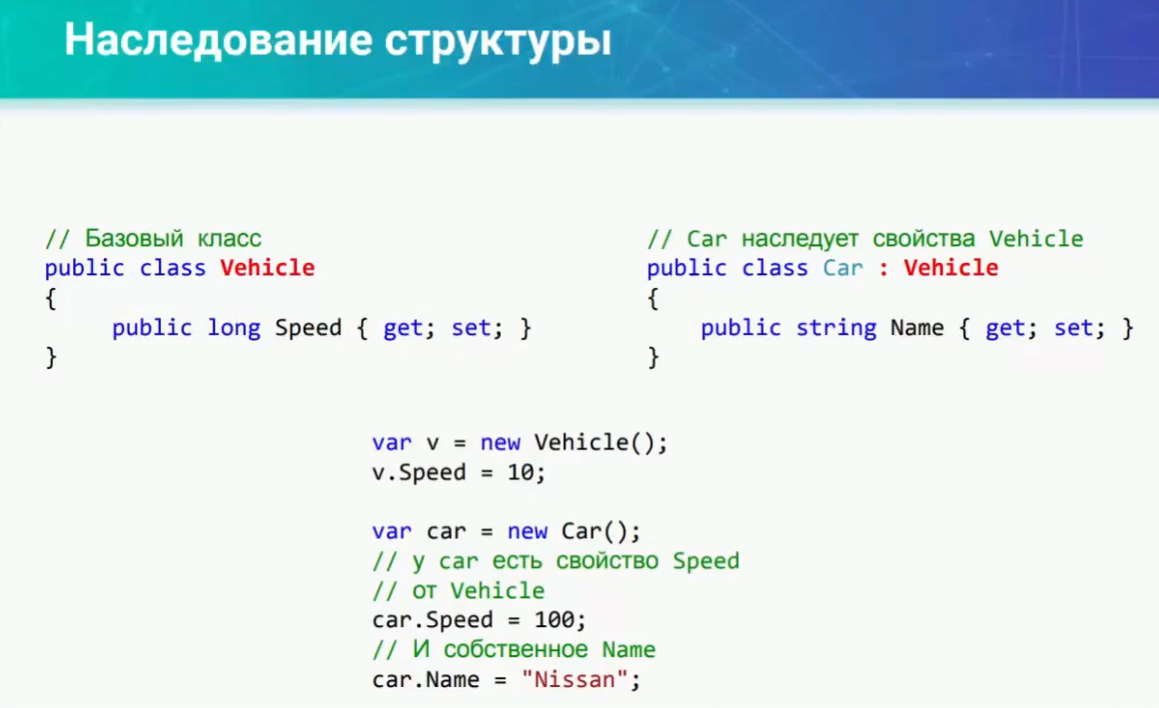 Наследование структуры
// Базовый класс
public class Vehicle
{
public long Speed { get; set; }
}
// Car наследует свойства Vehicle
public class Car : Vehicle
{
public string Name { get; set; }
}
var v = new Vehicle();
v.Speed = 10;
var car = new Car();
// у car есть свойство Speed
// от Vehicle
car.Speed = 100;
// И собственное Name
car.Name = "Nissan";